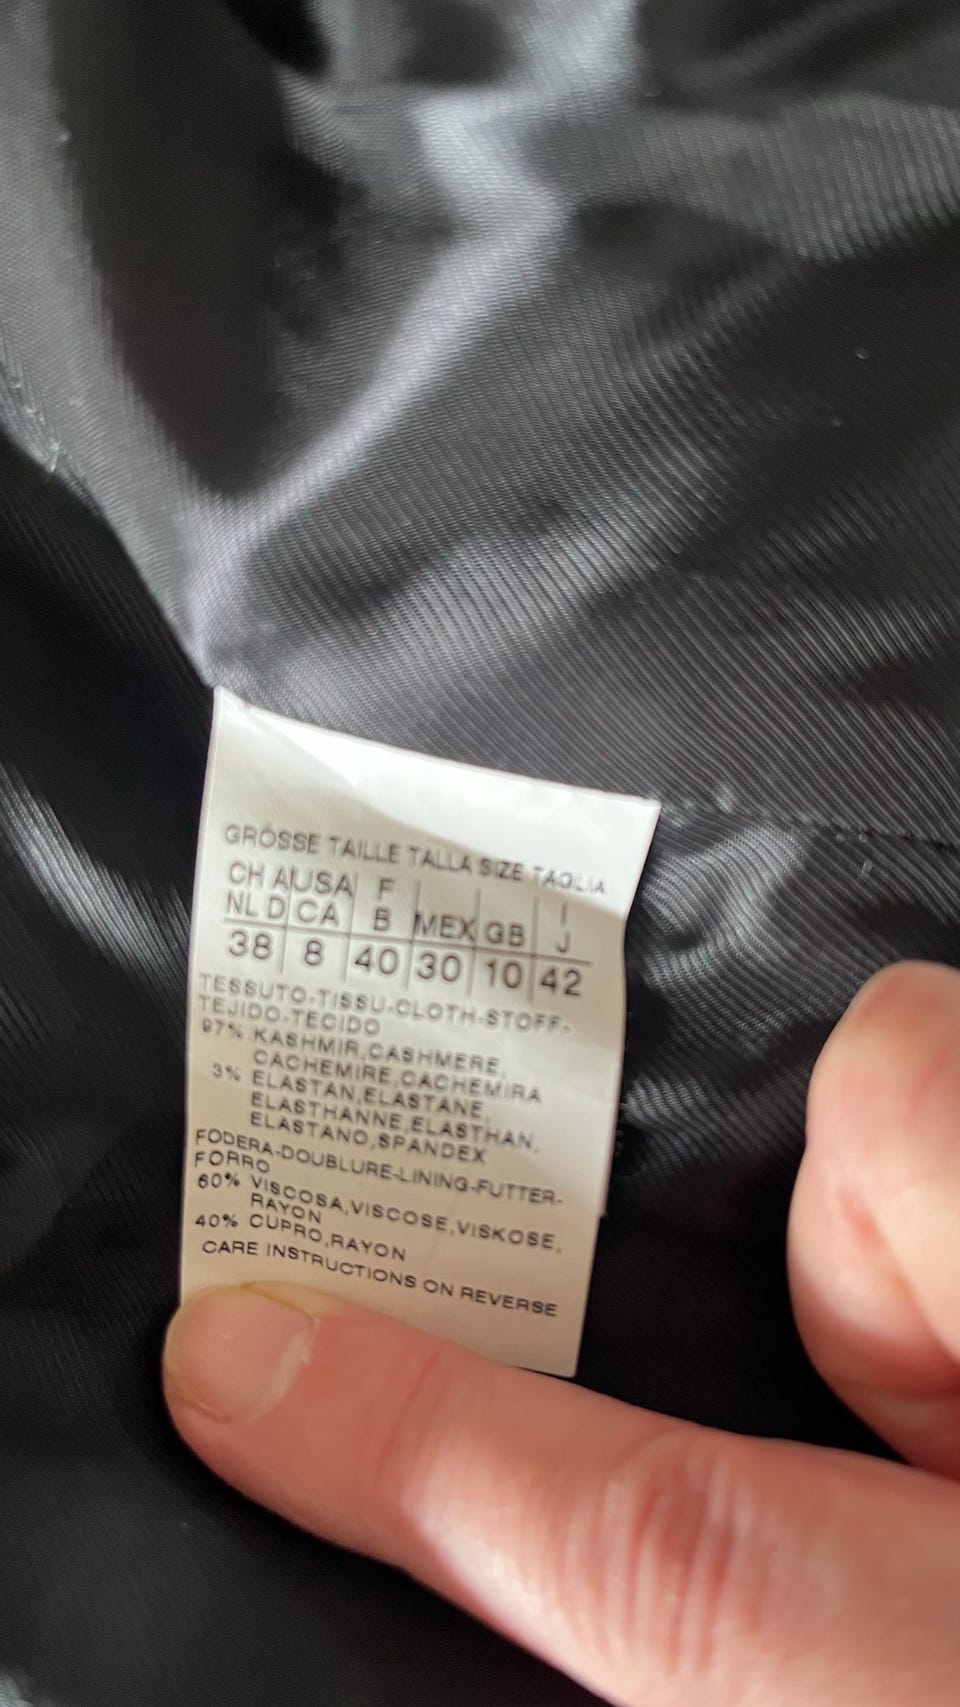 GRÖSSE TAILLE TALLA SIZE TAGLIA
CH A USA F I
NL D CA B MEX GB J
38 8 40 30 10 42
TESSUTO-TISSU-CLOTH-STOFF-
TEJIDO-TECIDO
97% KASHMIR,CASHMERE,
CACHEMIRE,CACHEMIRA
3% ELASTAN,ELASTANE,
ELASTHANNE,ELASTHAN,
ELASTANO,SPANDEX
FODERA-DOUBLURE-LINING-FUTTER-
FORRO
60% VISCOSA,VISCOSE,VISKOSE,
RAYON
40% CUPRO,RAYON
CARE INSTRUCTIONS ON REVERSE